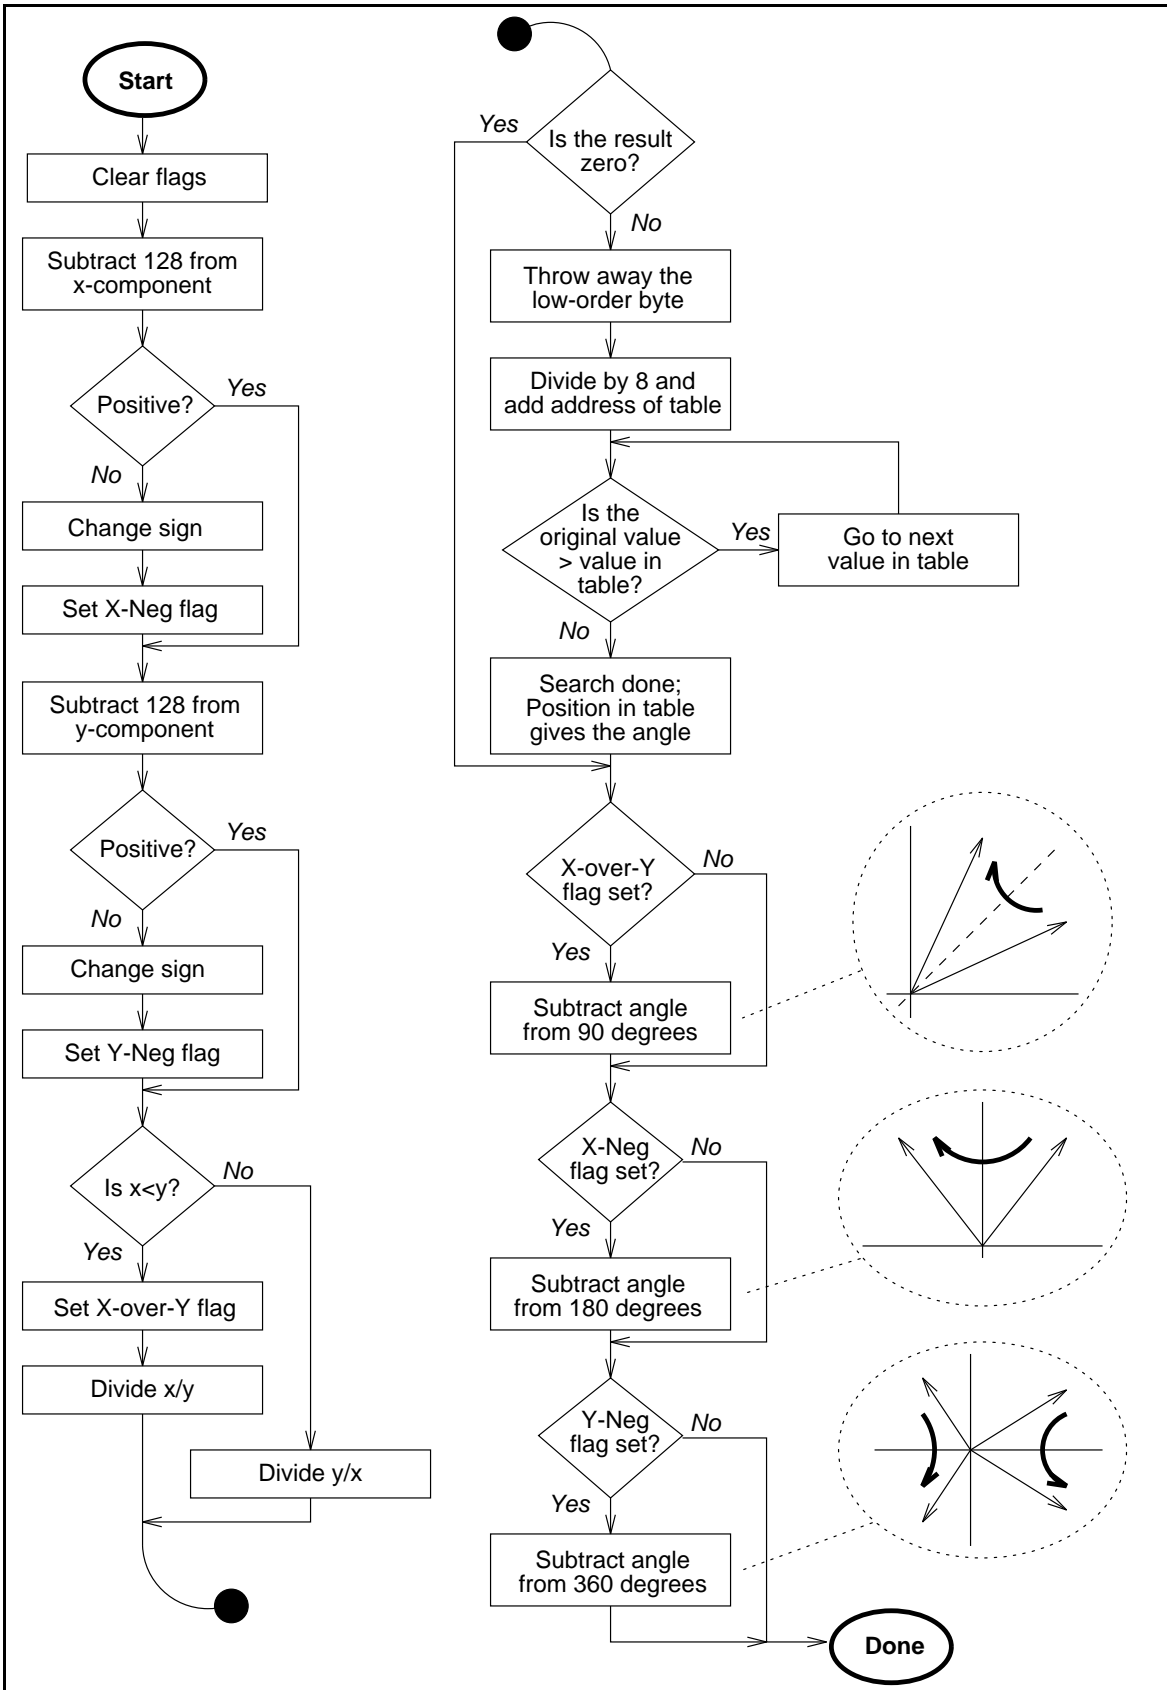 Start
Clear flags
Subtract 128 from
x-component
Positive?
Yes
No
Change sign
Set X-Neg flag
Subtract 128 from
y-component
Positive?
Yes
No
Change sign
Set Y-Neg flag
Is x<y?
No
Yes
Set X-over-Y flag
Divide x/y
Divide y/x
Yes
Is the result
zero?
No
Throw away the
low-order byte
Divide by 8 and
add address of table
Is the
original value
> value in
table?
Yes
Go to next
value in table
No
Search done;
Position in table
gives the angle
X-over-Y
flag set?
No
Yes
Subtract angle
from 90 degrees
X-Neg
flag set?
No
Yes
Subtract angle
from 180 degrees
Y-Neg
flag set?
No
Yes
Subtract angle
from 360 degrees
Done